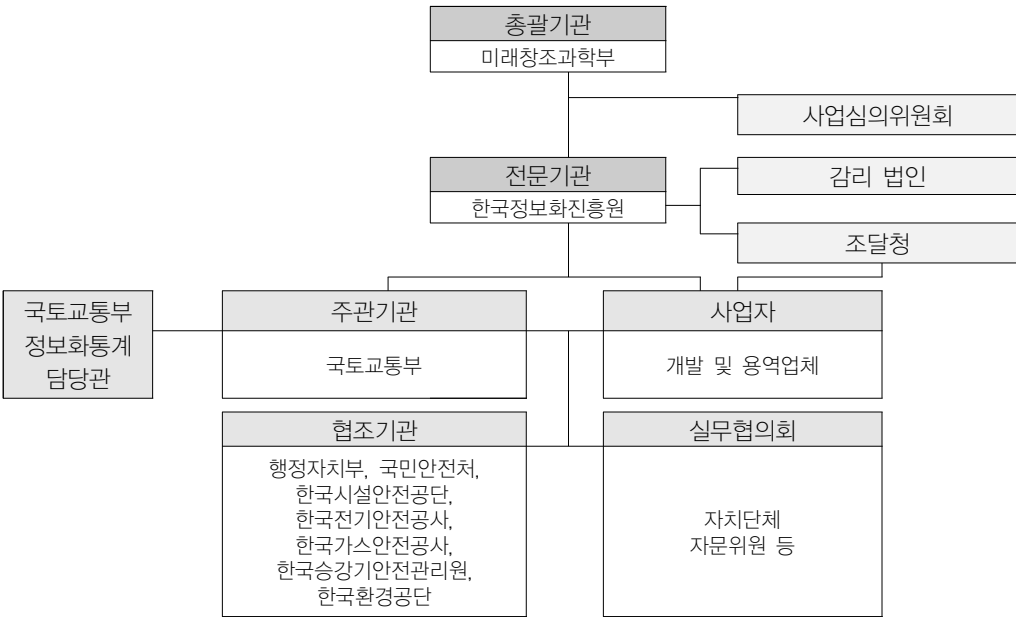 총괄기관
미래창조과학부
사업심의위원회
전문기관
한국정보화진흥원
감리 법인
조달청
국토교통부
정보화통계
담당관
주관기관
국토교통부
사업자
개발 및 용역업체
협조기관
행정자치부, 국민안전처,
한국시설안전공단,
한국전기안전공사,
한국가스안전공사,
한국승강기안전관리원,
한국환경공단
실무협의회
자치단체
자문위원 등